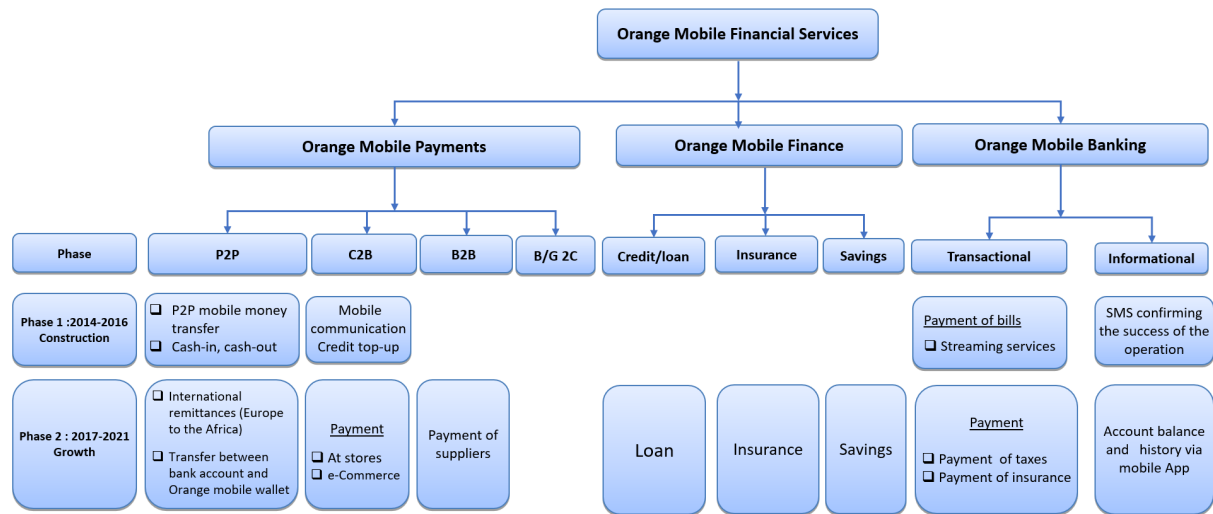 Orange Mobile Financial Services
Orange Mobile Payments
Orange Mobile Finance
Orange Mobile Banking
Phase
P2P
C2B
B2B
B/G 2C
Credit/loan
Insurance
Savings
Transactional
Informational
Phase 1 :2014-2016
Construction
❑ P2P mobile money
transfer
❑ Cash-in, cash-out
Mobile
communication
Credit top-up
Payment of bills
❑ Streaming services
SMS confirming
the success of the
operation
Phase 2 : 2017-2021
Growth
❑ International
remittances (Europe
to the Africa)
❑ Transfer between
bank account and
Orange mobile wallet
Payment
❑ At stores
❑ e-Commerce
Payment of
suppliers
Loan
Insurance
Savings
Payment
❑ Payment of taxes
❑ Payment of insurance
Account balance
and history via
mobile App